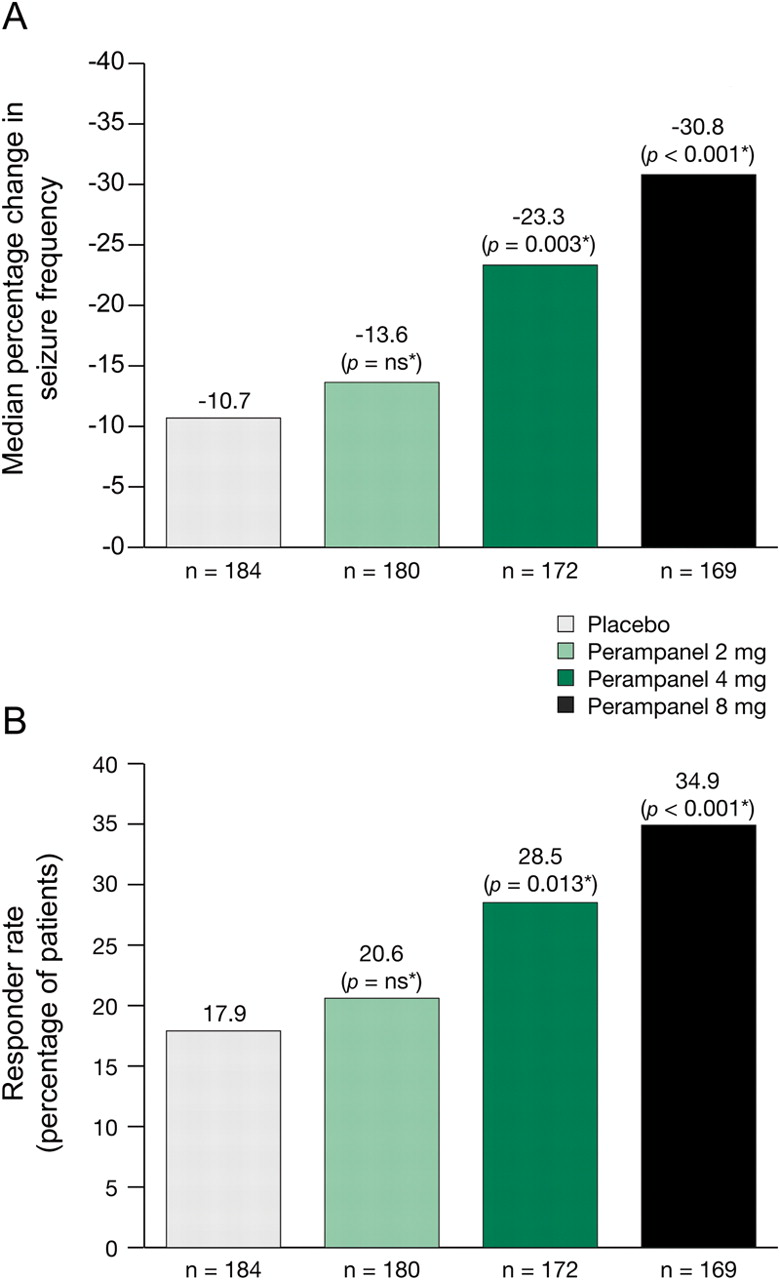 A
Median percentage change in
seizure frequency
-40
-35
-30
-25
-20
-15
-10
-5
-0
-10.7
-13.6
(p = ns*)
-23.3
(p = 0.003*)
-30.8
(p < 0.001*)
n = 184
n = 180
n = 172
n = 169
Placebo
Perampanel 2 mg
Perampanel 4 mg
Perampanel 8 mg
B
Responder rate
(percentage of patients)
40
35
30
25
20
15
10
5
0
17.9
20.6
(p = ns*)
28.5
(p = 0.013*)
34.9
(p < 0.001*)
n = 184
n = 180
n = 172
n = 169